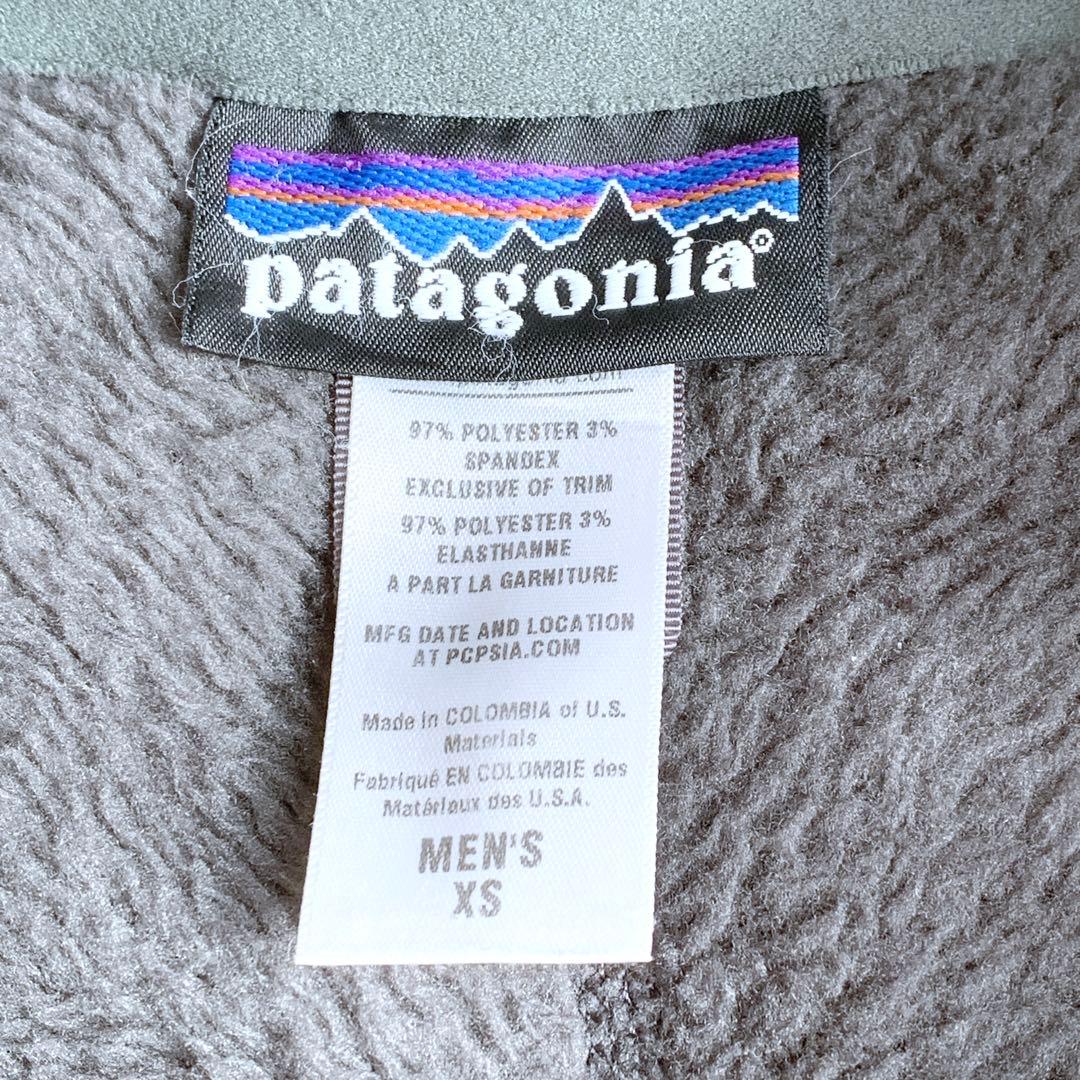 patagonia®
97% POLYESTER 3%
SPANDEX
EXCLUSIVE OF TRIM
97% POLYESTER 3%
ELASTHANNE
A PART LA GARNITURE
MFG DATE AND LOCATION
AT PCPSIA.COM
Made in COLOMBIA of U.S.
Materials
Fabriqué EN COLOMBIE des
Matériaux des U.S.A.
MEN'S
XS